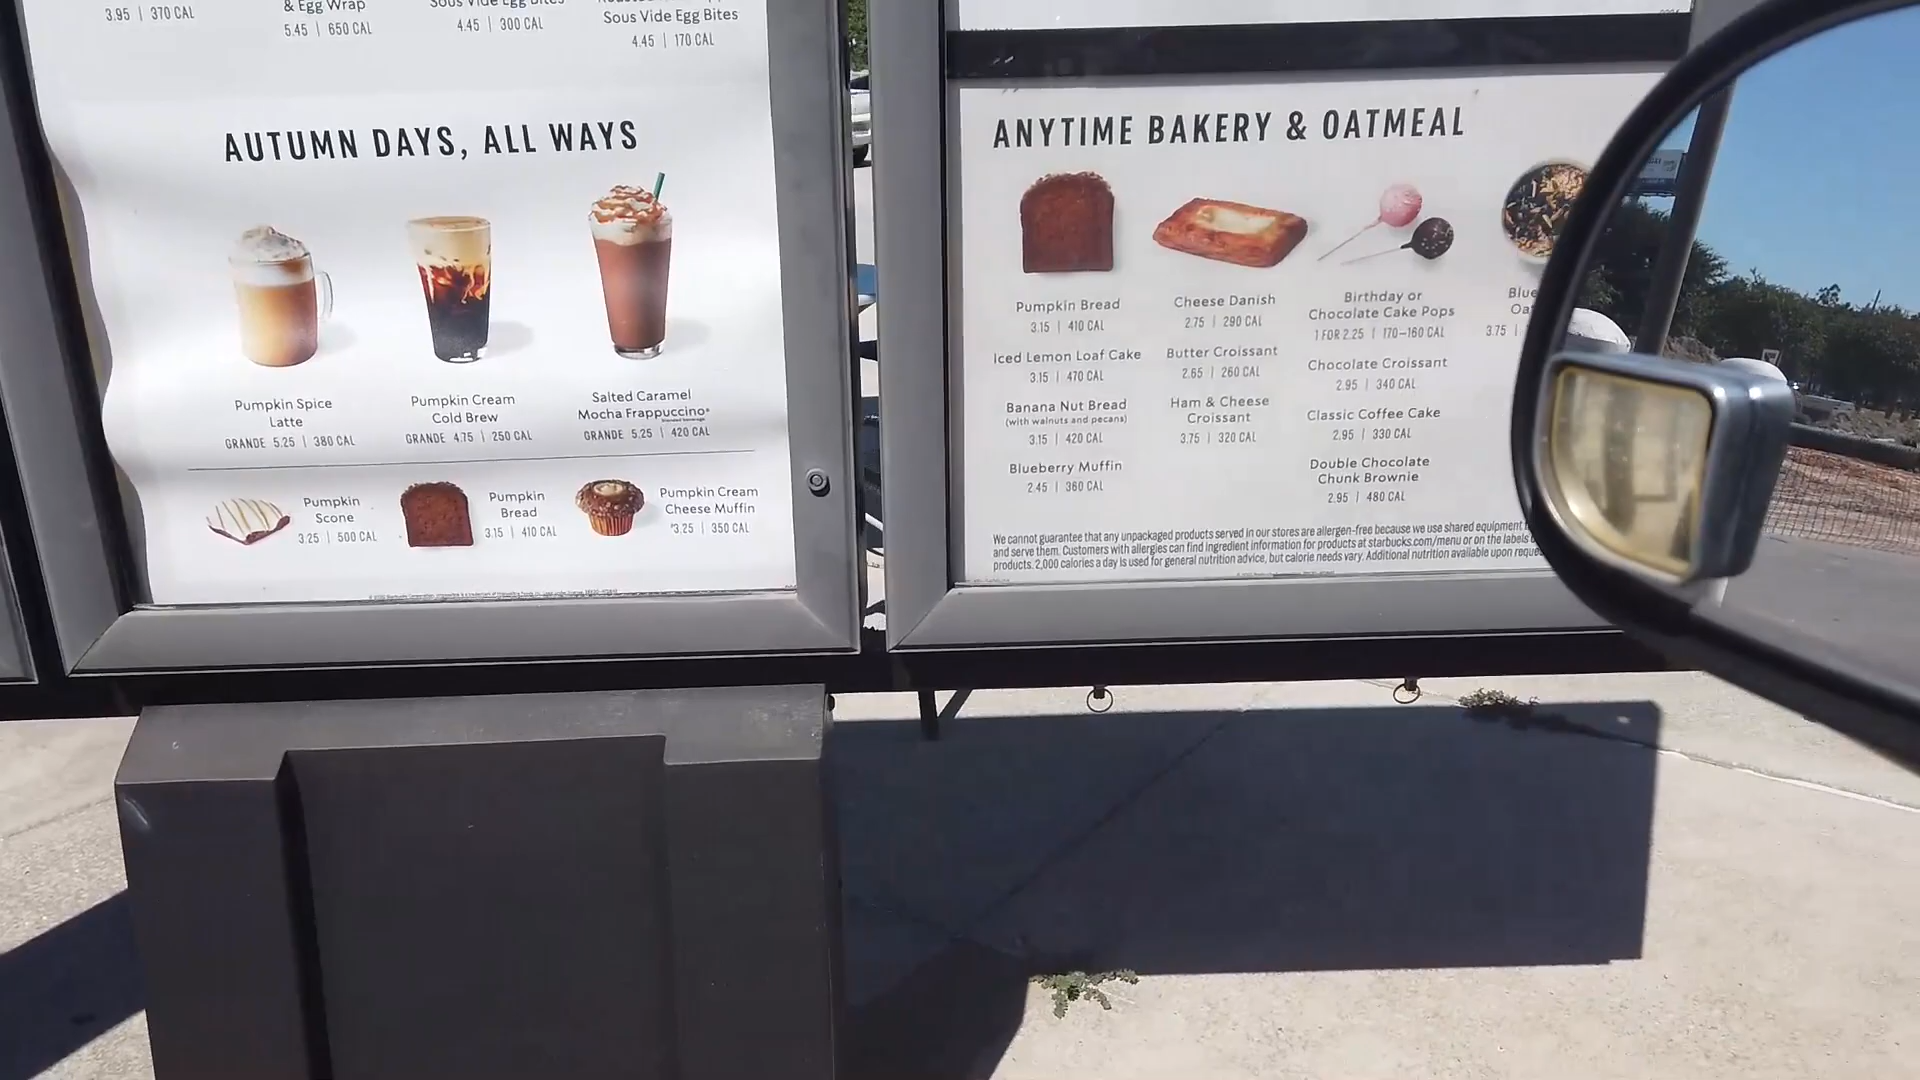 3.95 | 370 CAL
& Egg Wrap
5.45 | 650 CAL
Sous Vide Egg Bites
4.45 | 300 CAL
Sous Vide Egg Bites
4.45 | 170 CAL
AUTUMN DAYS, ALL WAYS
Pumpkin Spice
Latte
GRANDE 5.25 | 380 CAL
Pumpkin Cream
Cold Brew
GRANDE 4.75 | 250 CAL
Salted Caramel
Mocha Frappuccino®
GRANDE 5.25 | 420 CAL
Pumpkin
Scone
3.25 | 500 CAL
Pumpkin
Bread
3.15 | 410 CAL
Pumpkin Cream
Cheese Muffin
3.25 | 350 CAL
ANYTIME BAKERY & OATMEAL
Pumpkin Bread
3.15 | 410 CAL
Iced Lemon Loaf Cake
3.15 | 470 CAL
Banana Nut Bread
(with walnuts and pecans)
3.15 | 420 CAL
Blueberry Muffin
2.45 | 360 CAL
Cheese Danish
2.75 | 290 CAL
Butter Croissant
2.65 | 260 CAL
Ham & Cheese
Croissant
3.75 | 320 CAL
Birthday or
Chocolate Cake Pops
1 FOR 2.25 | 170–160 CAL
Chocolate Croissant
2.95 | 340 CAL
Classic Coffee Cake
2.95 | 330 CAL
Double Chocolate
Chunk Brownie
2.95 | 480 CAL
Blue
Oa
3.75 |
We cannot guarantee that any unpackaged products served in our stores are allergen-free because we use shared equipment
and serve them. Customers with allergies can find ingredient information for products at starbucks.com/menu or on the labels
products. 2,000 calories a day is used for general nutrition advice, but calorie needs vary. Additional nutrition available upon reque